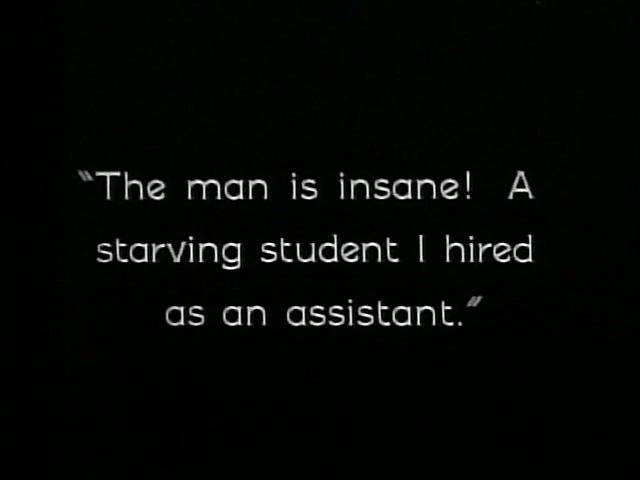 “The man is insane! A
starving student I hired
as an assistant.”